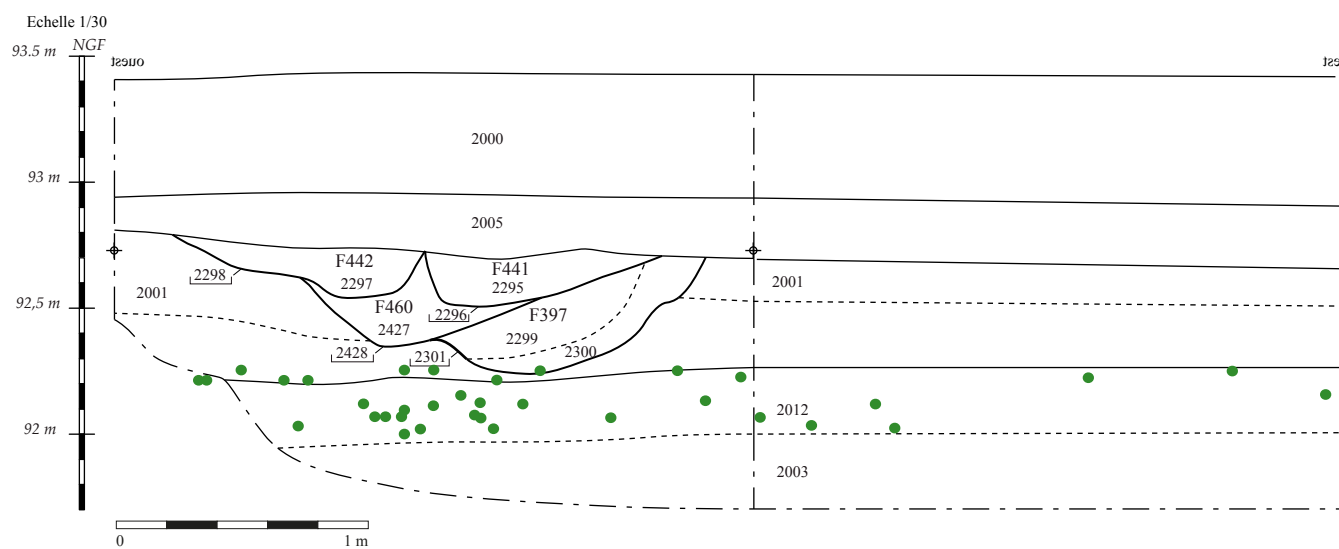 Echelle 1/30
NGF
93.5 m
ouest
est
2000
93 m
2005
F442
F441
2298
2297
2295
2001
2001
92,5 m
F460
2296
F397
2427
2299
2428
2301
2300
2012
92 m
2003
0
1 m